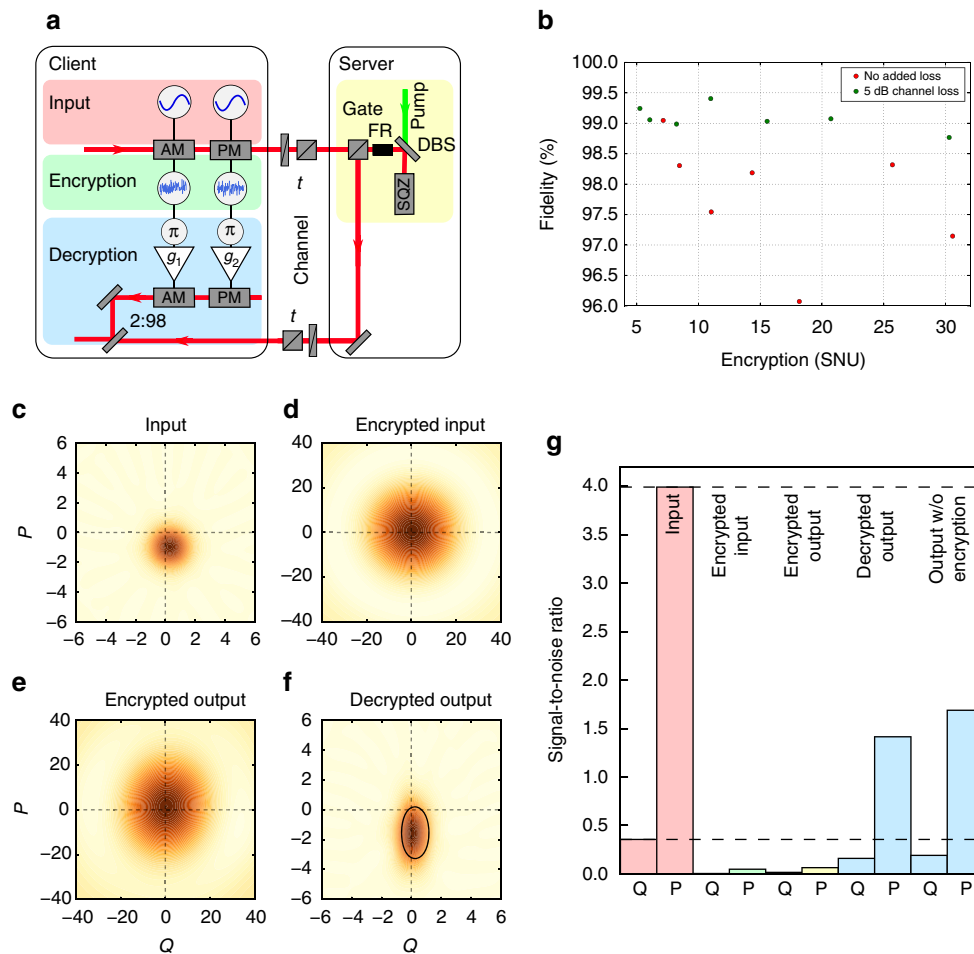 a
Client
Server
Input
Encryption
Decryption
AM
PM
π
π
g1
g2
AM
PM
2:98
t
Channel
t
Gate
FR
Pump
DBS
SQZ
b
Fidelity (%)
100.0
99.5
99.0
98.5
98.0
97.5
97.0
96.5
96.0
No added loss
5 dB channel loss
5 10 15 20 25 30
Encryption (SNU)
c
Input
P
6
4
2
0
−2
−4
−6
−6 −4 −2 0 2 4 6
d
Encrypted input
40
20
0
−20
−40
−40 −20 0 20 40
e
Encrypted output
P
40
20
0
−20
−40
−40 −20 0 20 40
Q
f
Decrypted output
6
4
2
0
−2
−4
−6
−6 −4 −2 0 2 4 6
Q
g
Signal-to-noise ratio
4.0
3.5
3.0
2.5
2.0
1.5
1.0
0.5
0.0
Input
Encrypted
input
Encrypted
output
Decrypted
output
Output w/o
encryption
Q P Q P Q P Q P Q P